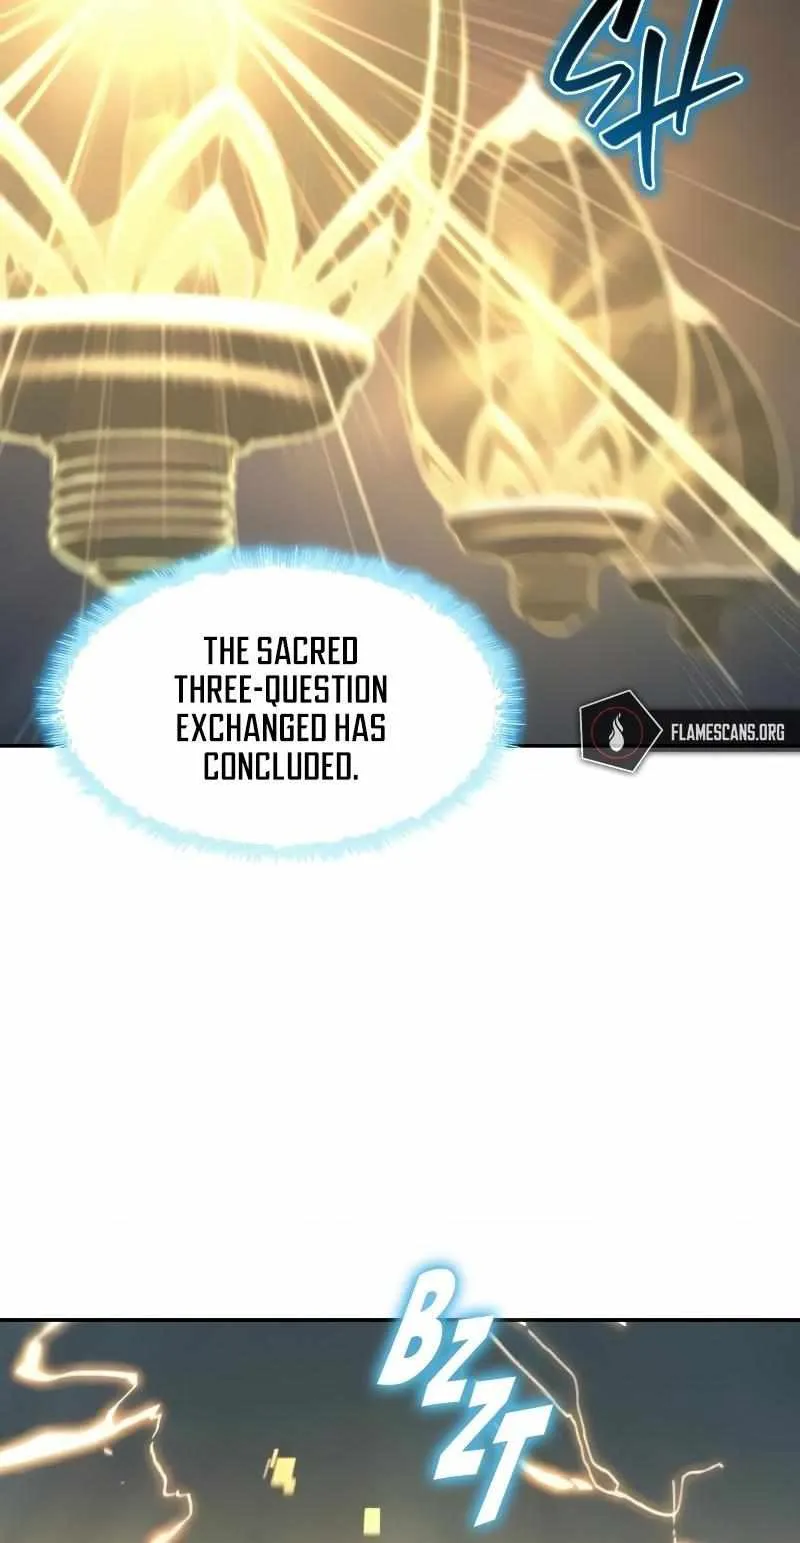 SH
THE SACRED
THREE-QUESTION
EXCHANGED HAS
CONCLUDED.
FLAMESCANS.ORG
BZZT